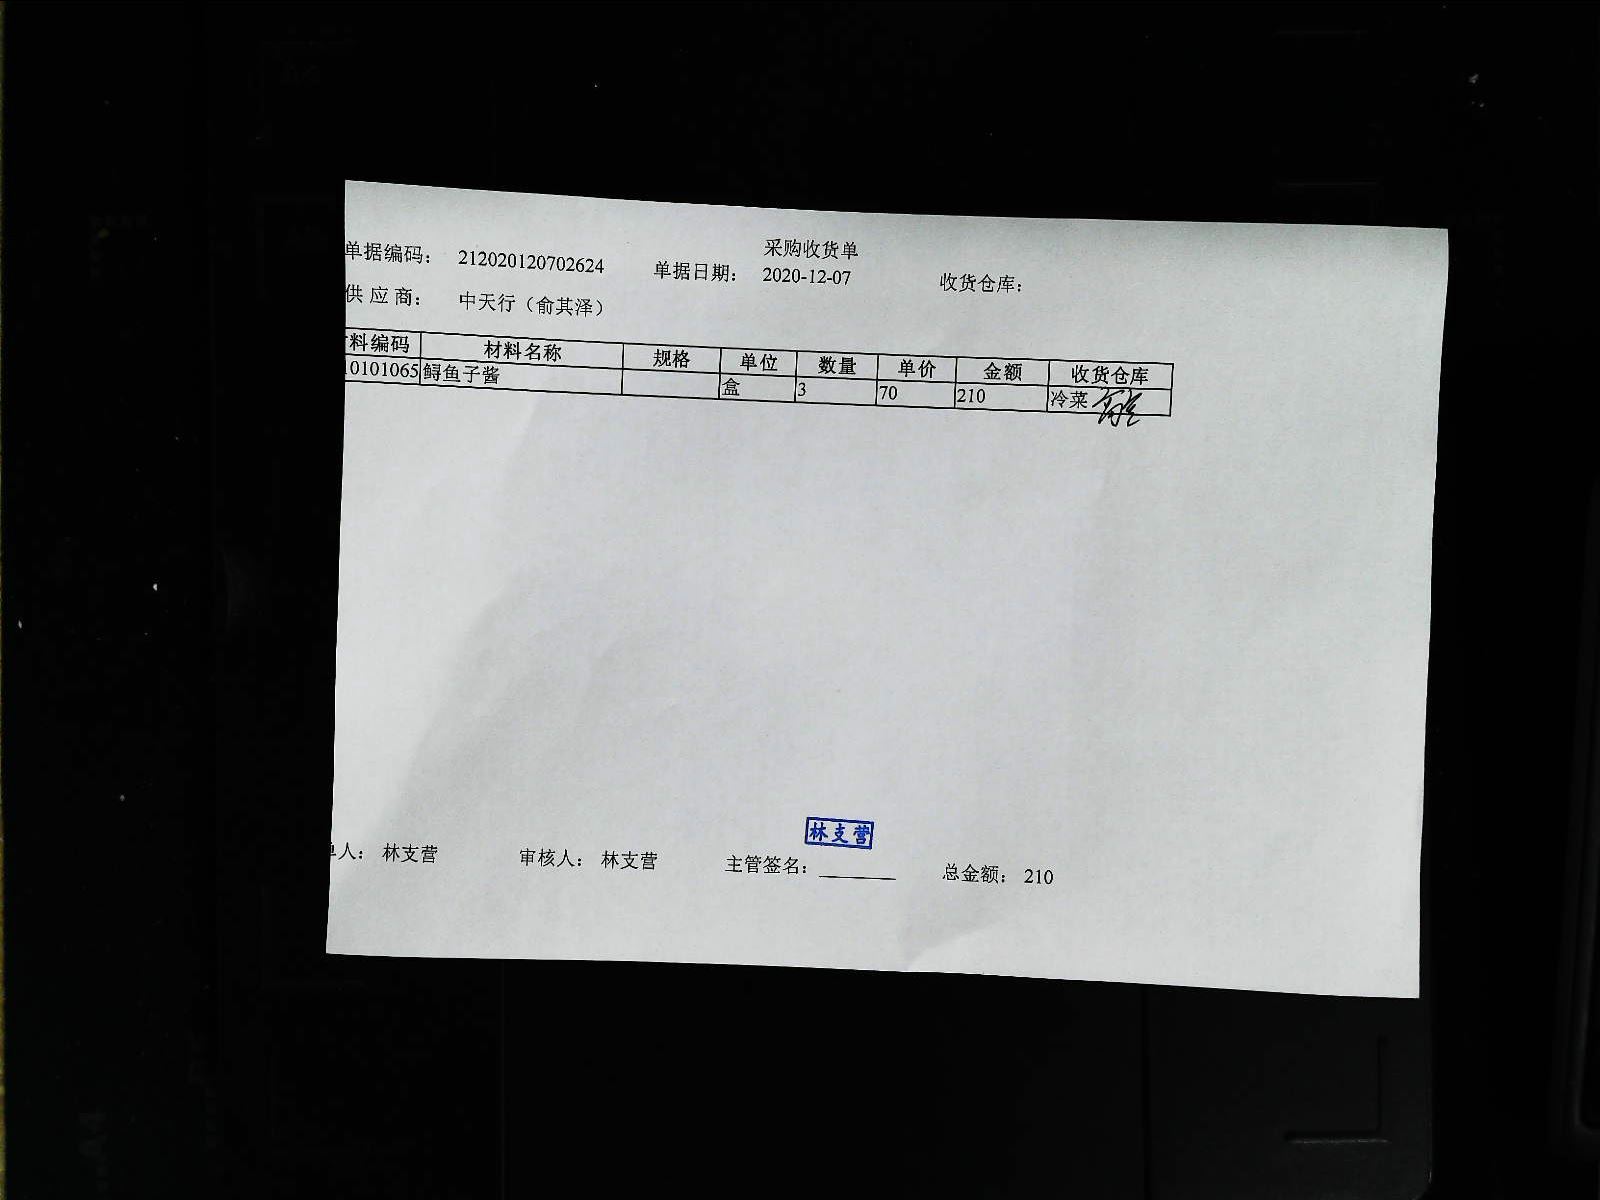 采购收货单
单据编码: 212020120702624 单据日期: 2020-12-07 收货仓库:
供应商: 中天行（俞其泽）
料编码 材料名称 规格 单位 数量 单价 金额 收货仓库
10101065 鲟鱼子酱 盒 3 70 210 冷菜
林支营
单人: 林支营 审核人: 林支营 主管签名: 总金额: 210